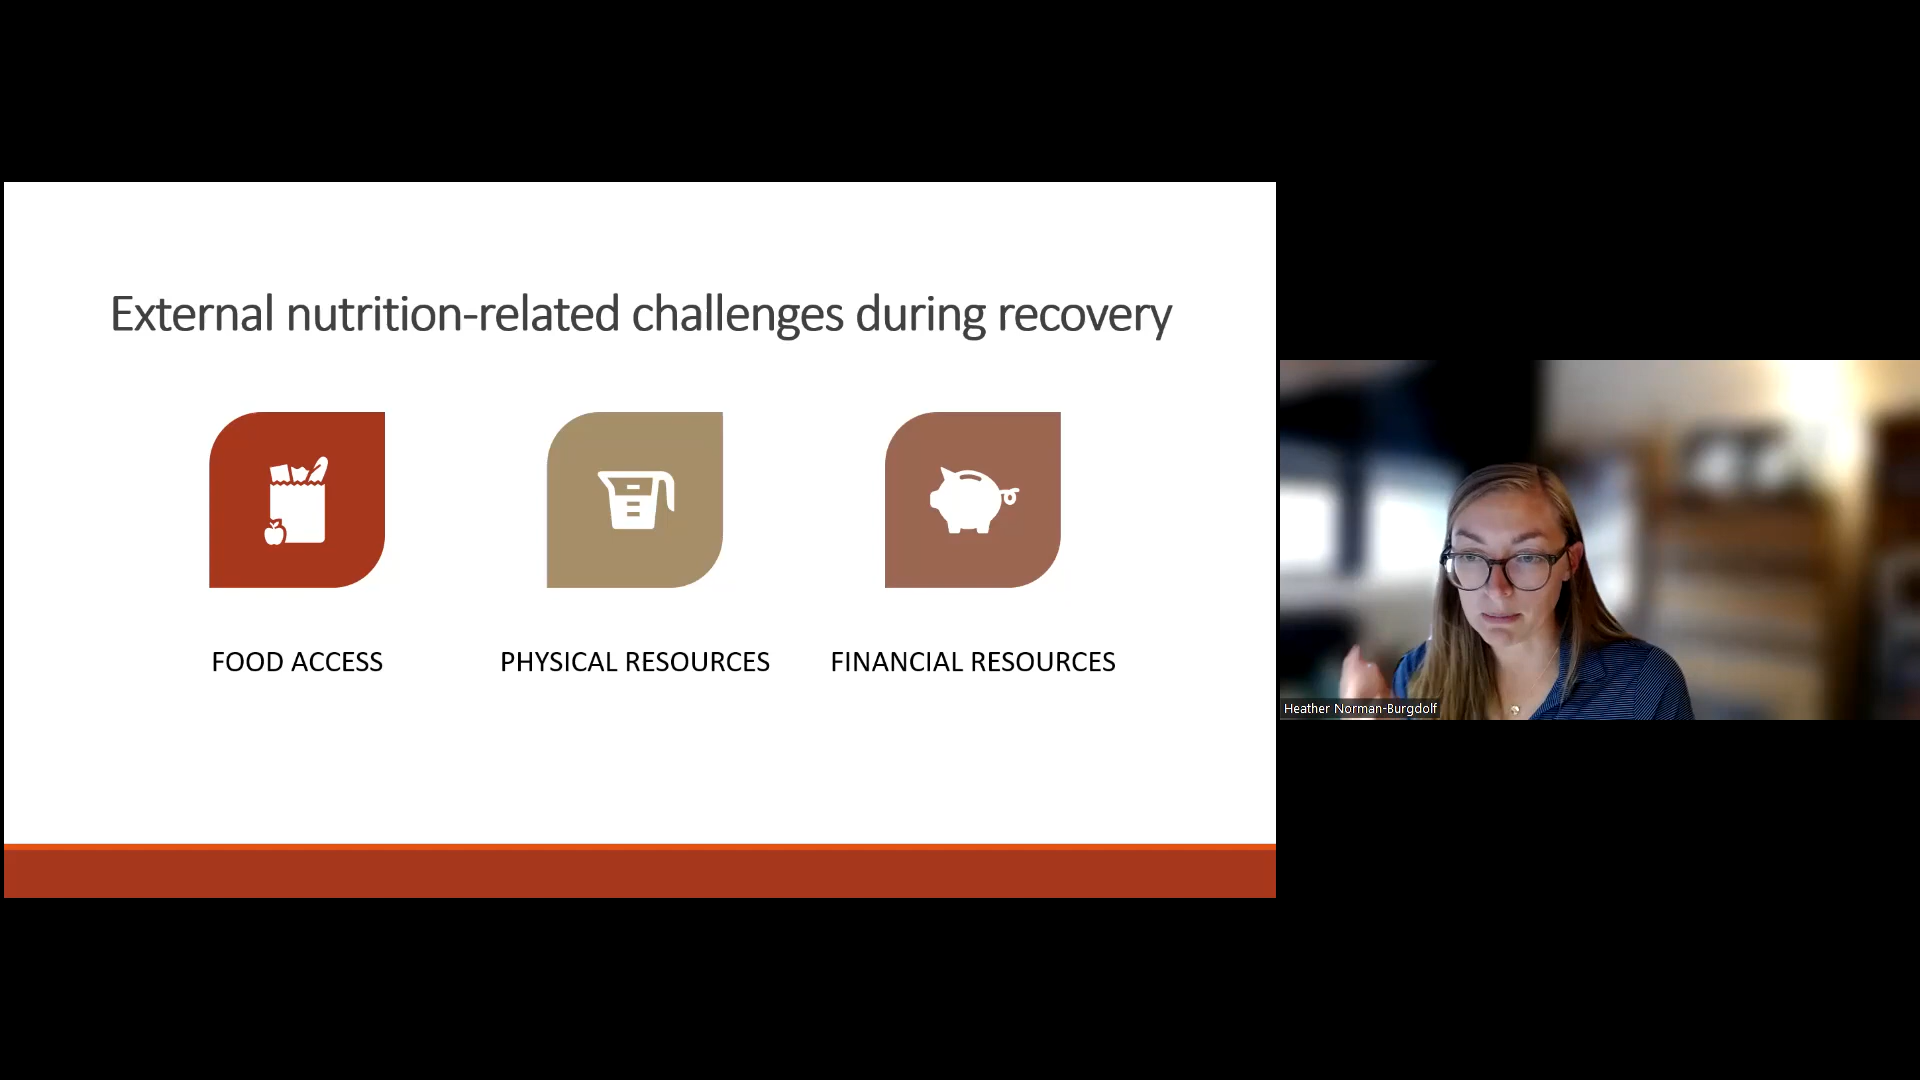 External nutrition-related challenges during recovery
FOOD ACCESS
PHYSICAL RESOURCES
FINANCIAL RESOURCES
Heather Norman-Burgdolf